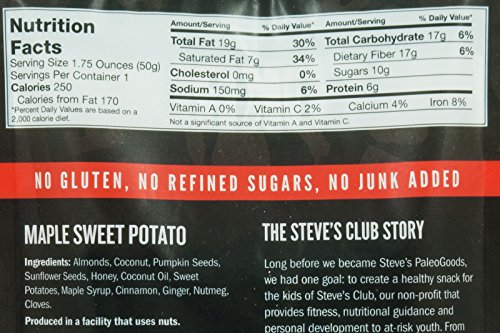 Nutrition
Facts
Serving Size 1.75 Ounces (50g)
Servings Per Container 1
Calories 250
Calories from Fat 170
*Percent Daily Values are based on a
2,000 calorie diet.
Amount/Serving % Daily Value*
Total Fat 19g 30%
Saturated Fat 7g 34%
Cholesterol 0mg 0%
Sodium 150mg 6%
Amount/Serving % Daily Value*
Total Carbohydrate 17g 6%
Dietary Fiber 17g 6%
Sugars 10g
Protein 6g
Vitamin A 0% Vitamin C 2% Calcium 4% Iron 8%
Not a significant source of Vitamin A and Vitamin C.
NO GLUTEN, NO REFINED SUGARS, NO JUNK ADDED
MAPLE SWEET POTATO
Ingredients: Almonds, Coconut, Pumpkin Seeds,
Sunflower Seeds, Honey, Coconut Oil, Sweet
Potatoes, Maple Syrup, Cinnamon, Ginger, Nutmeg,
Cloves.
Produced in a facility that uses nuts.
THE STEVE'S CLUB STORY
Long before we became Steve's PaleoGoods,
we had one goal: to create a healthy snack for
the kids of Steve's Club, our non-profit that
provides fitness, nutritional guidance and
personal development to at-risk youth. From